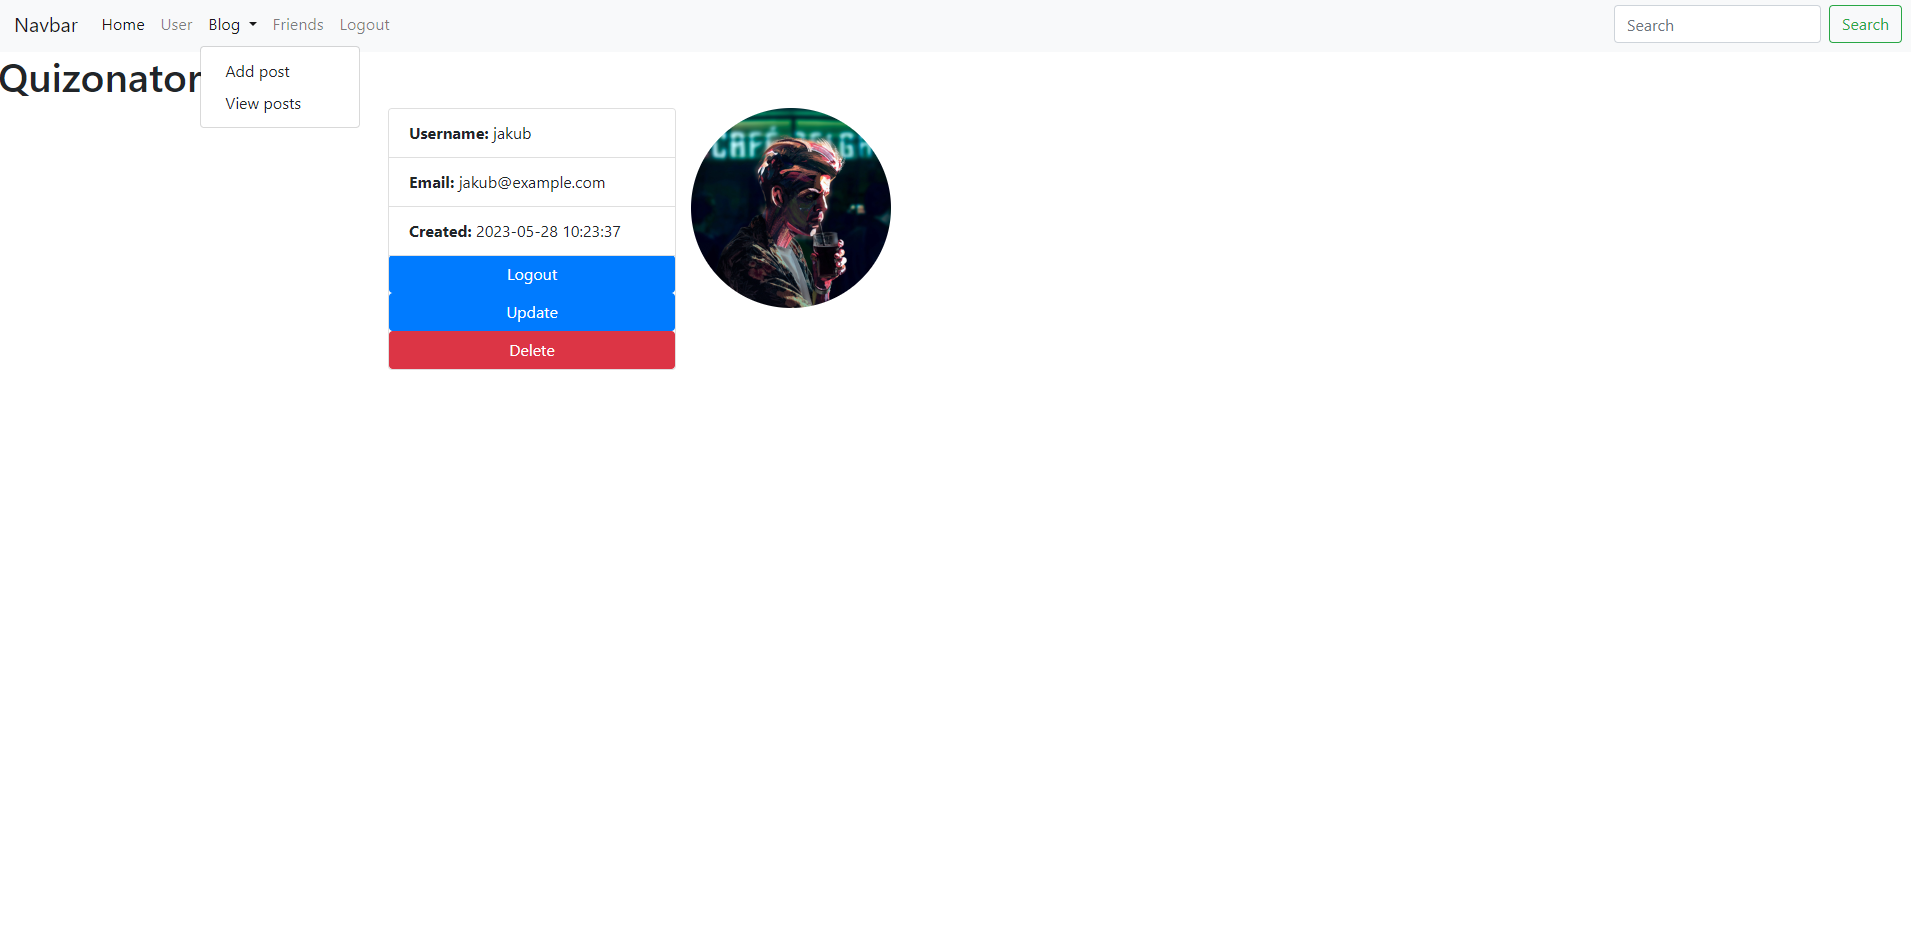 Navbar Home User Blog Friends Logout Search Search
Quizonator
Add post
View posts
Username: jakub
Email: jakub@example.com
Created: 2023-05-28 10:23:37
Logout
Update
Delete
CAFÉ